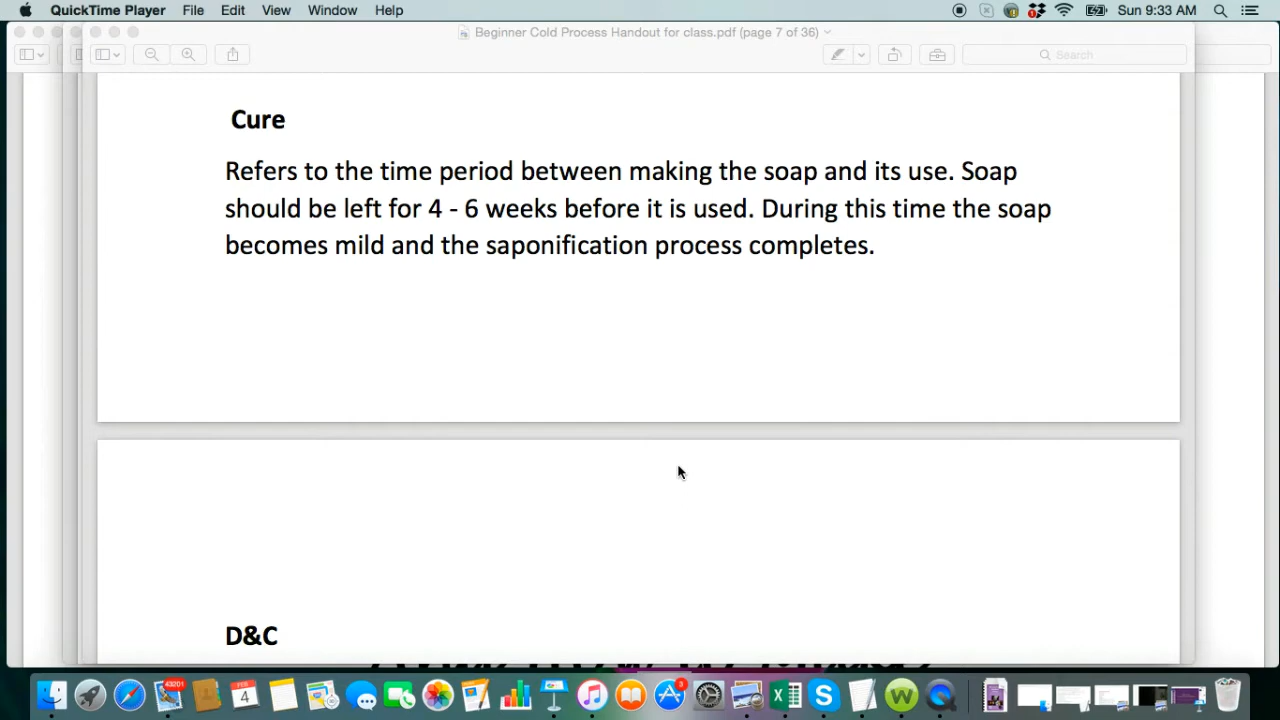 QuickTime Player File Edit View Window Help Sun 9:33 AM
Beginner Cold Process Handout for class.pdf (page 7 of 36)
Search
Cure
Refers to the time period between making the soap and its use. Soap
should be left for 4 - 6 weeks before it is used. During this time the soap
becomes mild and the saponification process completes.
D&C
43201
4
3